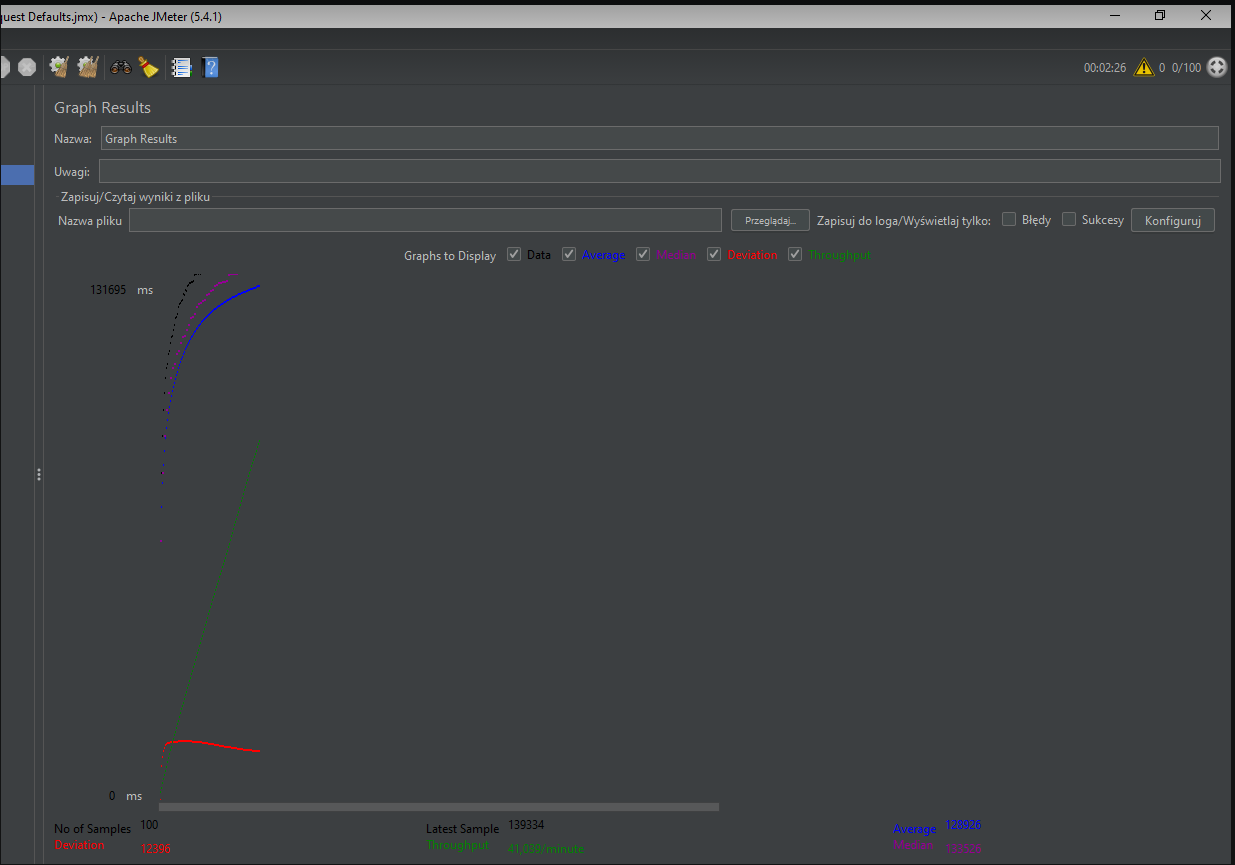 quest Defaults.jmx) - Apache JMeter (5.4.1)
00:02:26 0 0/100
Graph Results
Nazwa: Graph Results
Uwagi:
Zapisuj/Czytaj wyniki z pliku
Nazwa pliku Przeglądaj... Zapisuj do loga/Wyświetlaj tylko: Błędy Sukcesy Konfiguruj
Graphs to Display Data Average Median Deviation Throughput
131695 ms
0 ms
No of Samples 100 Latest Sample 139334 Average 128926
Deviation 12396 Throughput 41,039/minute Median